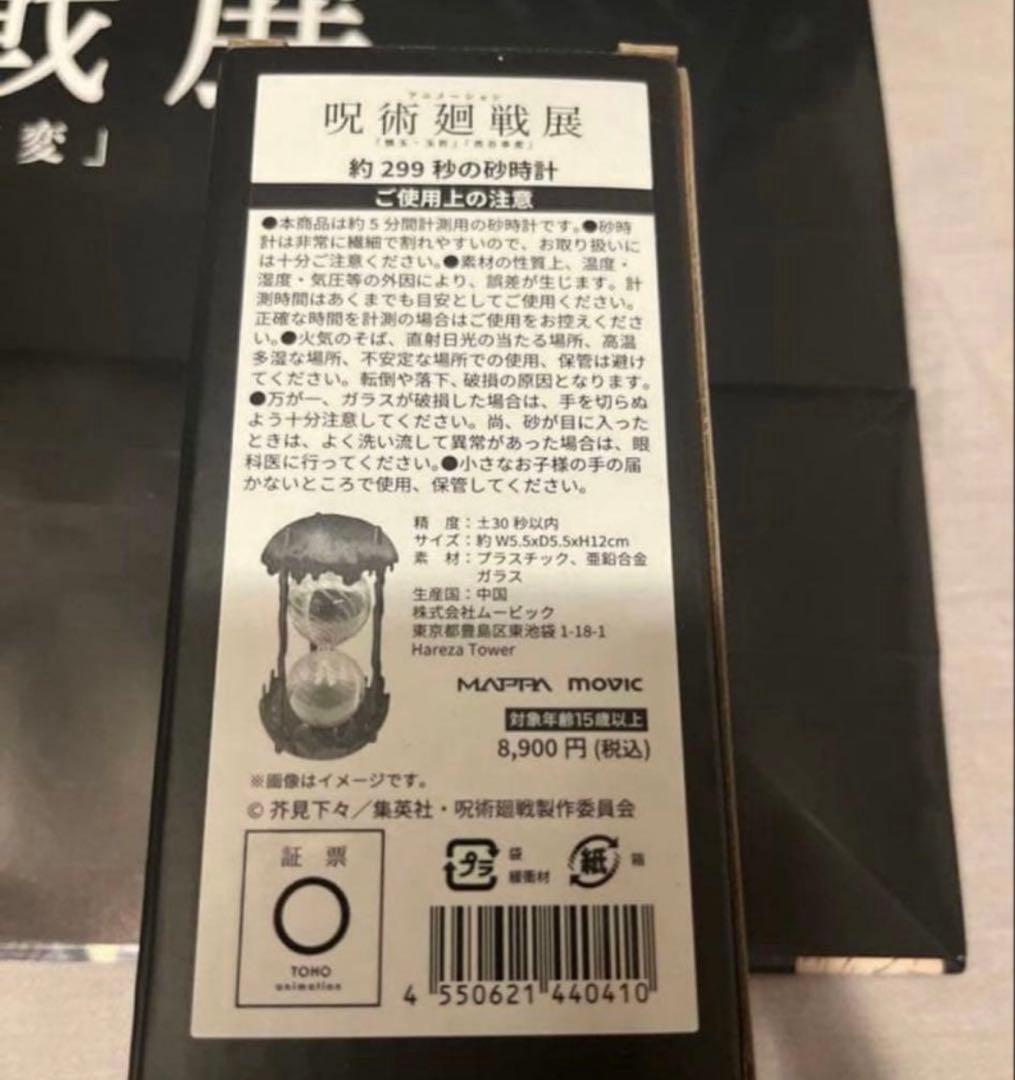 戦展
変」
アニメーション
呪術廻戦展
「懐玉・玉折」「渋谷事変」
約 299 秒の砂時計
ご使用上の注意
●本商品は約５分間計測用の砂時計です。●砂時
計は非常に繊細で割れやすいので、お取り扱いに
は十分ご注意ください。●素材の性質上、温度・
湿度・気圧等の外因により、誤差が生じます。計
測時間はあくまでも目安としてご使用ください。
正確な時間を計測の場合はご使用をお控えくださ
い。●火気のそば、直射日光の当たる場所、高温
多湿な場所、不安定な場所での使用、保管は避け
てください。転倒や落下、破損の原因となります。
●万が一、ガラスが破損した場合は、手を切らぬ
よう十分注意してください。尚、砂が目に入った
ときは、よく洗い流して異常があった場合は、眼
科医に行ってください。●小さなお子様の手の届
かないところで使用、保管してください。
精　度：±30 秒以内
サイズ：約 W5.5xD5.5xH12cm
素　材：プラスチック、亜鉛合金
ガラス
生産国：中国
株式会社ムービック
東京都豊島区東池袋 1-18-1
Hareza Tower
MAPPA movic
対象年齢15歳以上
8,900 円 (税込)
※画像はイメージです。
© 芥見下々／集英社・呪術廻戦製作委員会
証 票
TOHO
animation
プラ 袋
緩衝材
紙 箱
4 550621 440410